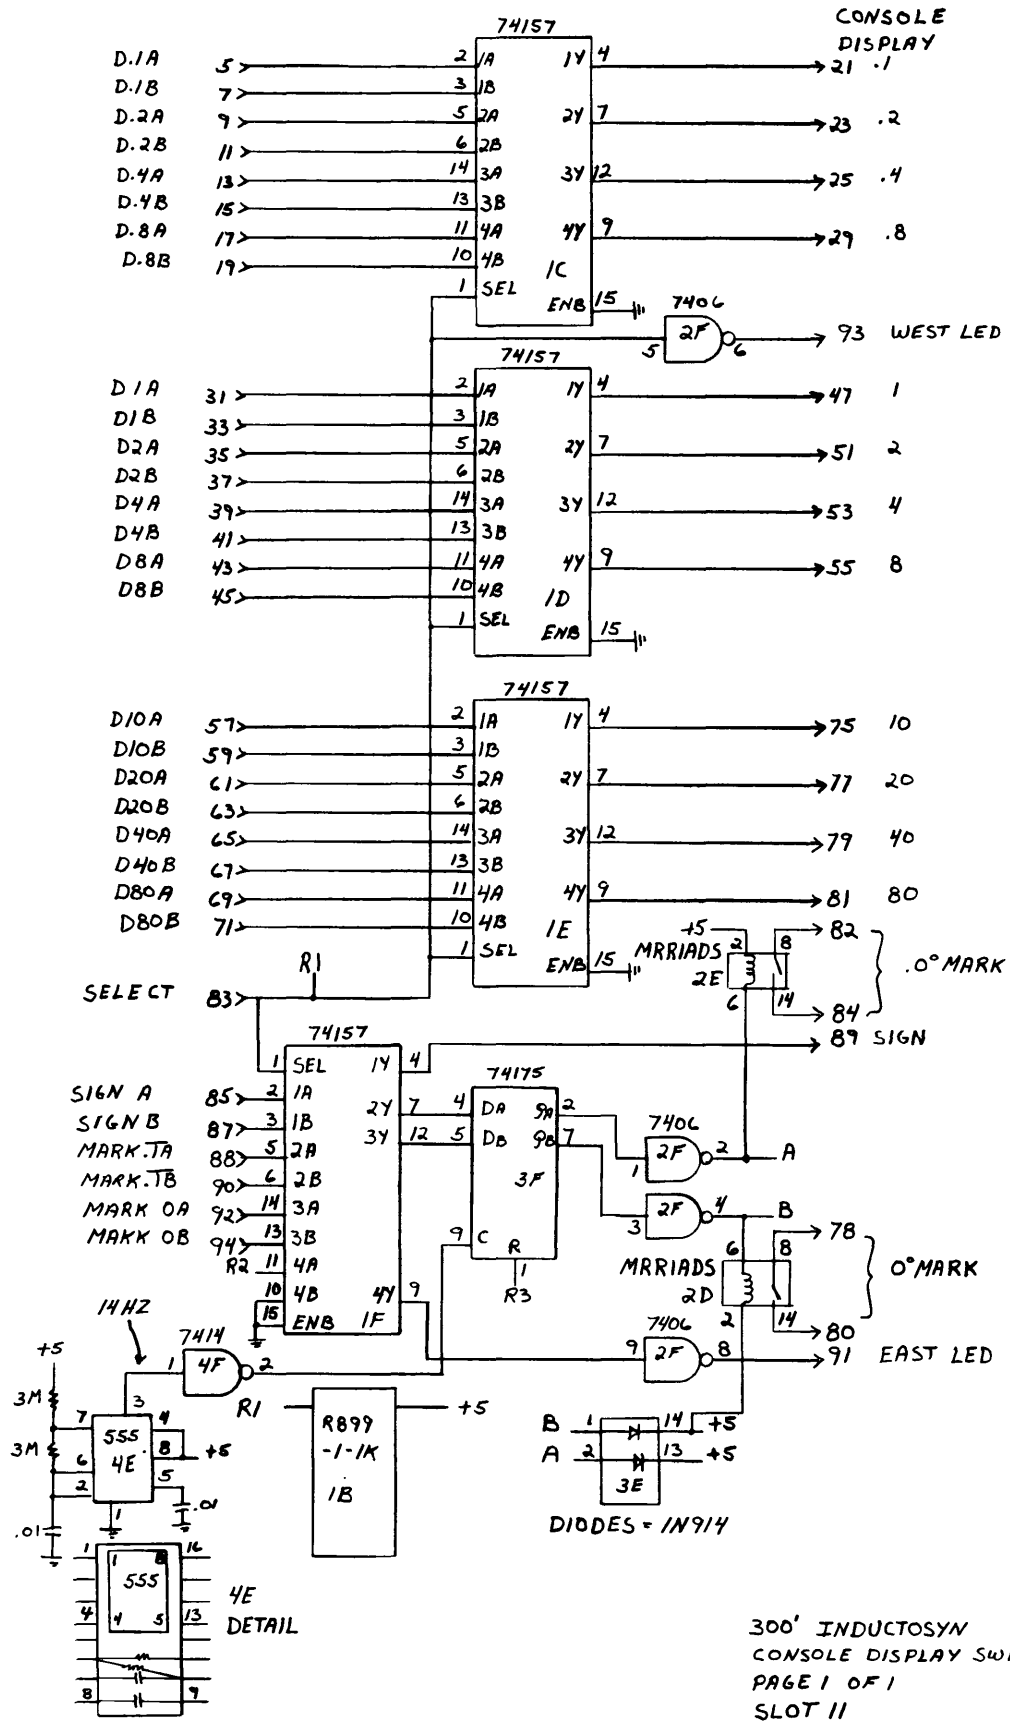 CONSOLE
DISPLAY
74157
D.1A 5 2 1A 1Y 4 21 .1
D.1B 7 3 1B
D.2A 9 5 2A 2Y 7 23 .2
D.2B 11 6 2B
D.4A 13 14 3A 3Y 12 25 .4
D.4B 15 13 3B
D.8A 17 11 4A 4Y 9 29 .8
D.8B 19 10 4B 1C
1 SEL ENB 15
7406
5 2F 6 93 WEST LED
74157
D1A 31 2 1A 1Y 4 47 1
D1B 33 3 1B
D2A 35 5 2A 2Y 7 51 2
D2B 37 6 2B
D4A 39 14 3A 3Y 12 53 4
D4B 41 13 3B
D8A 43 11 4A 4Y 9 55 8
D8B 45 10 4B 1D
1 SEL ENB 15
74157
D10A 57 2 1A 1Y 4 75 10
D10B 59 3 1B
D20A 61 5 2A 2Y 7 77 20
D20B 63 6 2B
D40A 65 14 3A 3Y 12 79 40
D40B 67 13 3B
D80A 69 11 4A 4Y 9 81 80
D80B 71 10 4B 1E
1 SEL ENB 15
+5 2 8 82
MRRIADS
2E .0° MARK
6 14 84
R1
SELECT 83
89 SIGN
74157
1 SEL 1Y 4
SIGN A 85 2 1A 2Y 7
SIGN B 87 3 1B 3Y 12
MARK.TA 88 5 2A
MARK.TB 90 6 2B
MARK 0A 92 14 3A
MAKK 0B 94 13 3B
R2 11 4A
10 4B 4Y 9
15 ENB 1F
74175
4 DA QA 2
5 DB QB 7
3F
9 C R
1
R3
7406
1 2F 2 A
3 2F 4 B
6 8 78
MRRIADS
2D 0° MARK
2 14 80
7406
9 2F 8 91 EAST LED
14HZ
7414
1 4F 2
+5
3M
3M
7 3 4
555 8 +5
6 4E 5
2 1
.01
.01
R1 R899 +5
-1-1K
1B
B 1 14 +5
A 2 13 +5
3E
DIODES = 1N914
1 1 8 16
555
4 4 5 13
8 9
4E
DETAIL
300' INDUCTOSYN
CONSOLE DISPLAY SW
PAGE 1 OF 1
SLOT 11